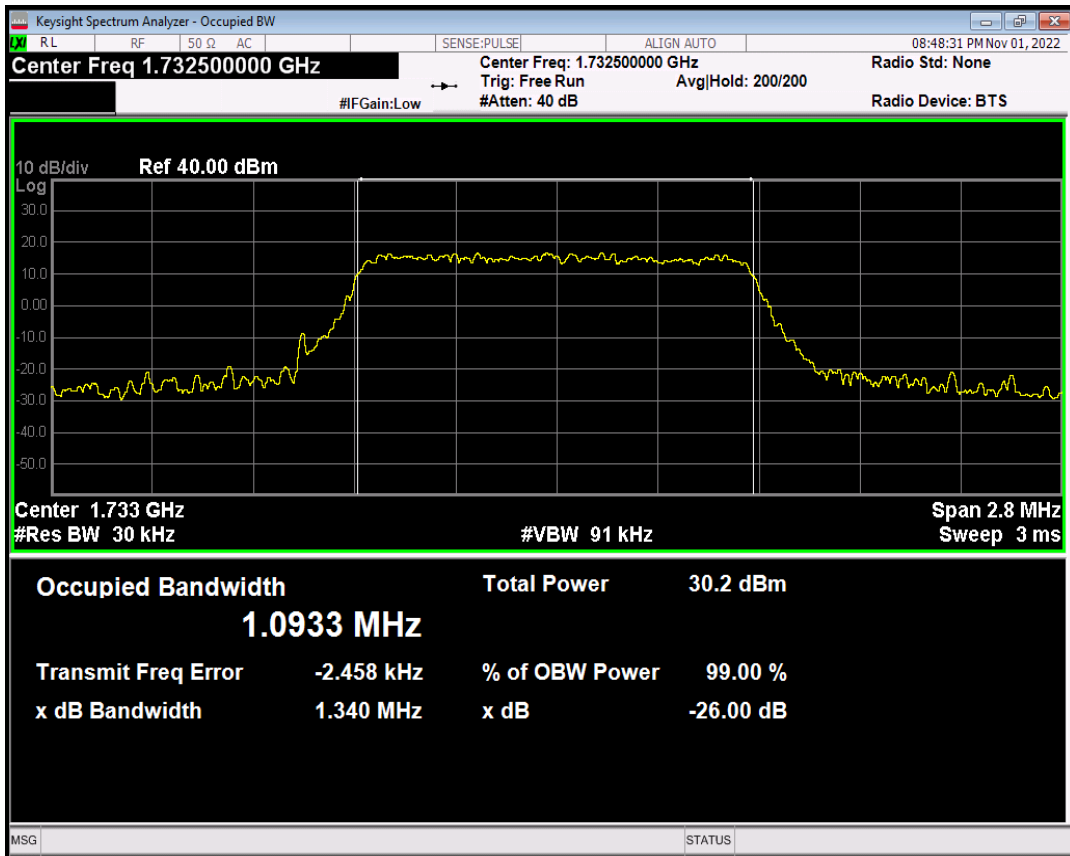 Keysight Spectrum Analyzer - Occupied BW
LXI RL RF 50 Ω AC SENSE:PULSE ALIGN AUTO 08:48:31 PM Nov 01, 2022
Center Freq 1.732500000 GHz Center Freq: 1.732500000 GHz Radio Std: None
Trig: Free Run Avg|Hold: 200/200
#IFGain:Low #Atten: 40 dB Radio Device: BTS
10 dB/div Ref 40.00 dBm
Log
30.0
20.0
10.0
0.00
-10.0
-20.0
-30.0
-40.0
-50.0
Center 1.733 GHz Span 2.8 MHz
#Res BW 30 kHz #VBW 91 kHz Sweep 3 ms
Occupied Bandwidth Total Power 30.2 dBm
1.0933 MHz
Transmit Freq Error -2.458 kHz % of OBW Power 99.00 %
x dB Bandwidth 1.340 MHz x dB -26.00 dB
MSG STATUS